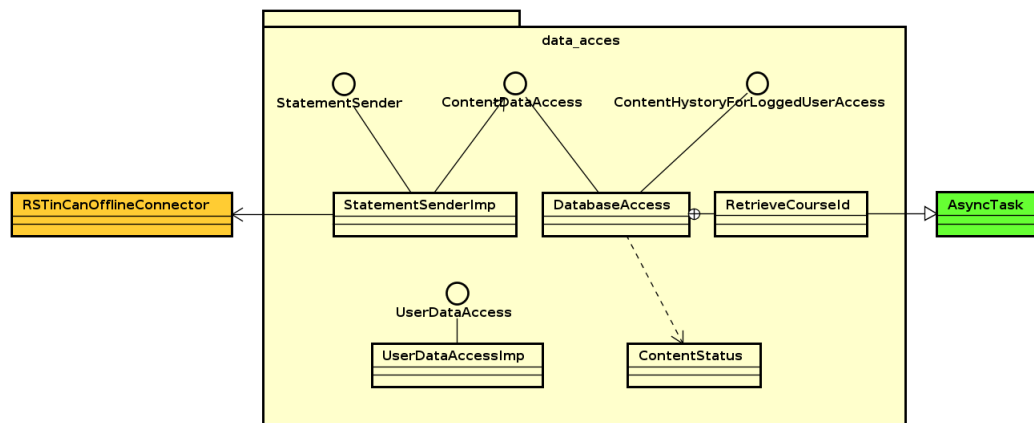 data_acces
StatementSender
ContentDataAccess
ContentHystoryForLoggedUserAccess
RSTinCanOfflineConnector
StatementSenderImp
DatabaseAccess
RetrieveCourseId
AsyncTask
UserDataAccess
UserDataAccessImp
ContentStatus